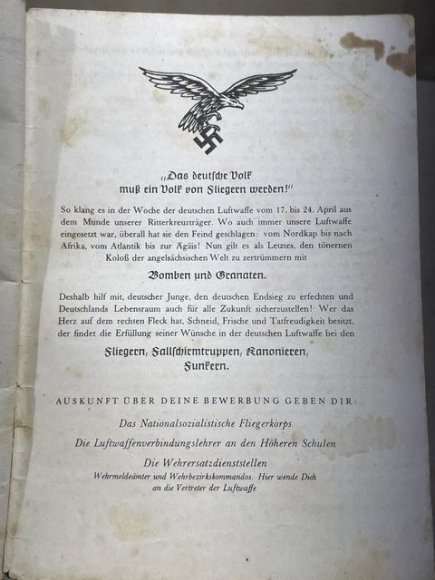 „Das deutsche Volk
muß ein Volk von Fliegern werden!“
So klang es in der Woche der deutschen Luftwaffe vom 17. bis 24. April aus
dem Munde unserer Ritterkreuzträger. Wo auch immer unsere Luftwaffe
eingesetzt war, überall hat sie den Feind geschlagen: vom Nordkap bis nach
Afrika, vom Atlantik bis zur Ägäis! Nun gilt es als Letztes, den tönernen
Koloß der angelsächsischen Welt zu zertrümmern mit
Bomben und Granaten.
Deshalb hilf mit, deutscher Junge, den deutschen Endsieg zu erfechten und
Deutschlands Lebensraum auch für alle Zukunft sicherzustellen! Wer das
Herz auf dem rechten Fleck hat, Schneid, Frische und Tatfreudigkeit besitzt,
der findet die Erfüllung seiner Wünsche in der deutschen Luftwaffe bei den
Fliegern, Fallschirmtruppen, Kanonieren,
Funkern.
AUSKUNFT ÜBER DEINE BEWERBUNG GEBEN DIR:
Das Nationalsozialistische Fliegerkorps
Die Luftwaffenverbindungslehrer an den Höheren Schulen
Die Wehrersatzdienststellen
Wehrmeldeämter und Wehrbezirkskommandos. Hier wende Dich
an die Vertreter der Luftwaffe